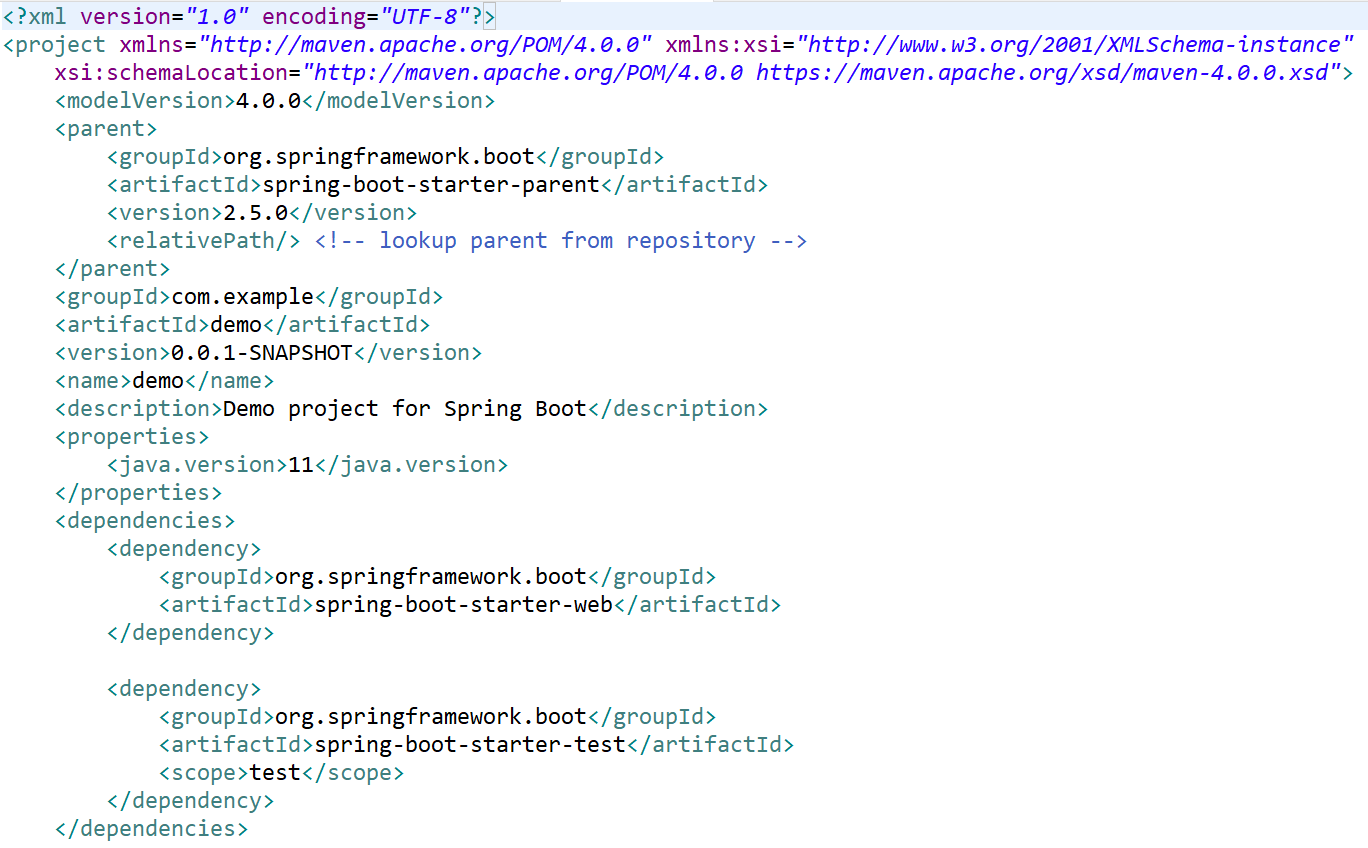 <?xml version="1.0" encoding="UTF-8"?>
<project xmlns="http://maven.apache.org/POM/4.0.0" xmlns:xsi="http://www.w3.org/2001/XMLSchema-instance"
    xsi:schemaLocation="http://maven.apache.org/POM/4.0.0 https://maven.apache.org/xsd/maven-4.0.0.xsd">
    <modelVersion>4.0.0</modelVersion>
    <parent>
        <groupId>org.springframework.boot</groupId>
        <artifactId>spring-boot-starter-parent</artifactId>
        <version>2.5.0</version>
        <relativePath/> <!-- lookup parent from repository -->
    </parent>
    <groupId>com.example</groupId>
    <artifactId>demo</artifactId>
    <version>0.0.1-SNAPSHOT</version>
    <name>demo</name>
    <description>Demo project for Spring Boot</description>
    <properties>
        <java.version>11</java.version>
    </properties>
    <dependencies>
        <dependency>
            <groupId>org.springframework.boot</groupId>
            <artifactId>spring-boot-starter-web</artifactId>
        </dependency>

        <dependency>
            <groupId>org.springframework.boot</groupId>
            <artifactId>spring-boot-starter-test</artifactId>
            <scope>test</scope>
        </dependency>
    </dependencies>